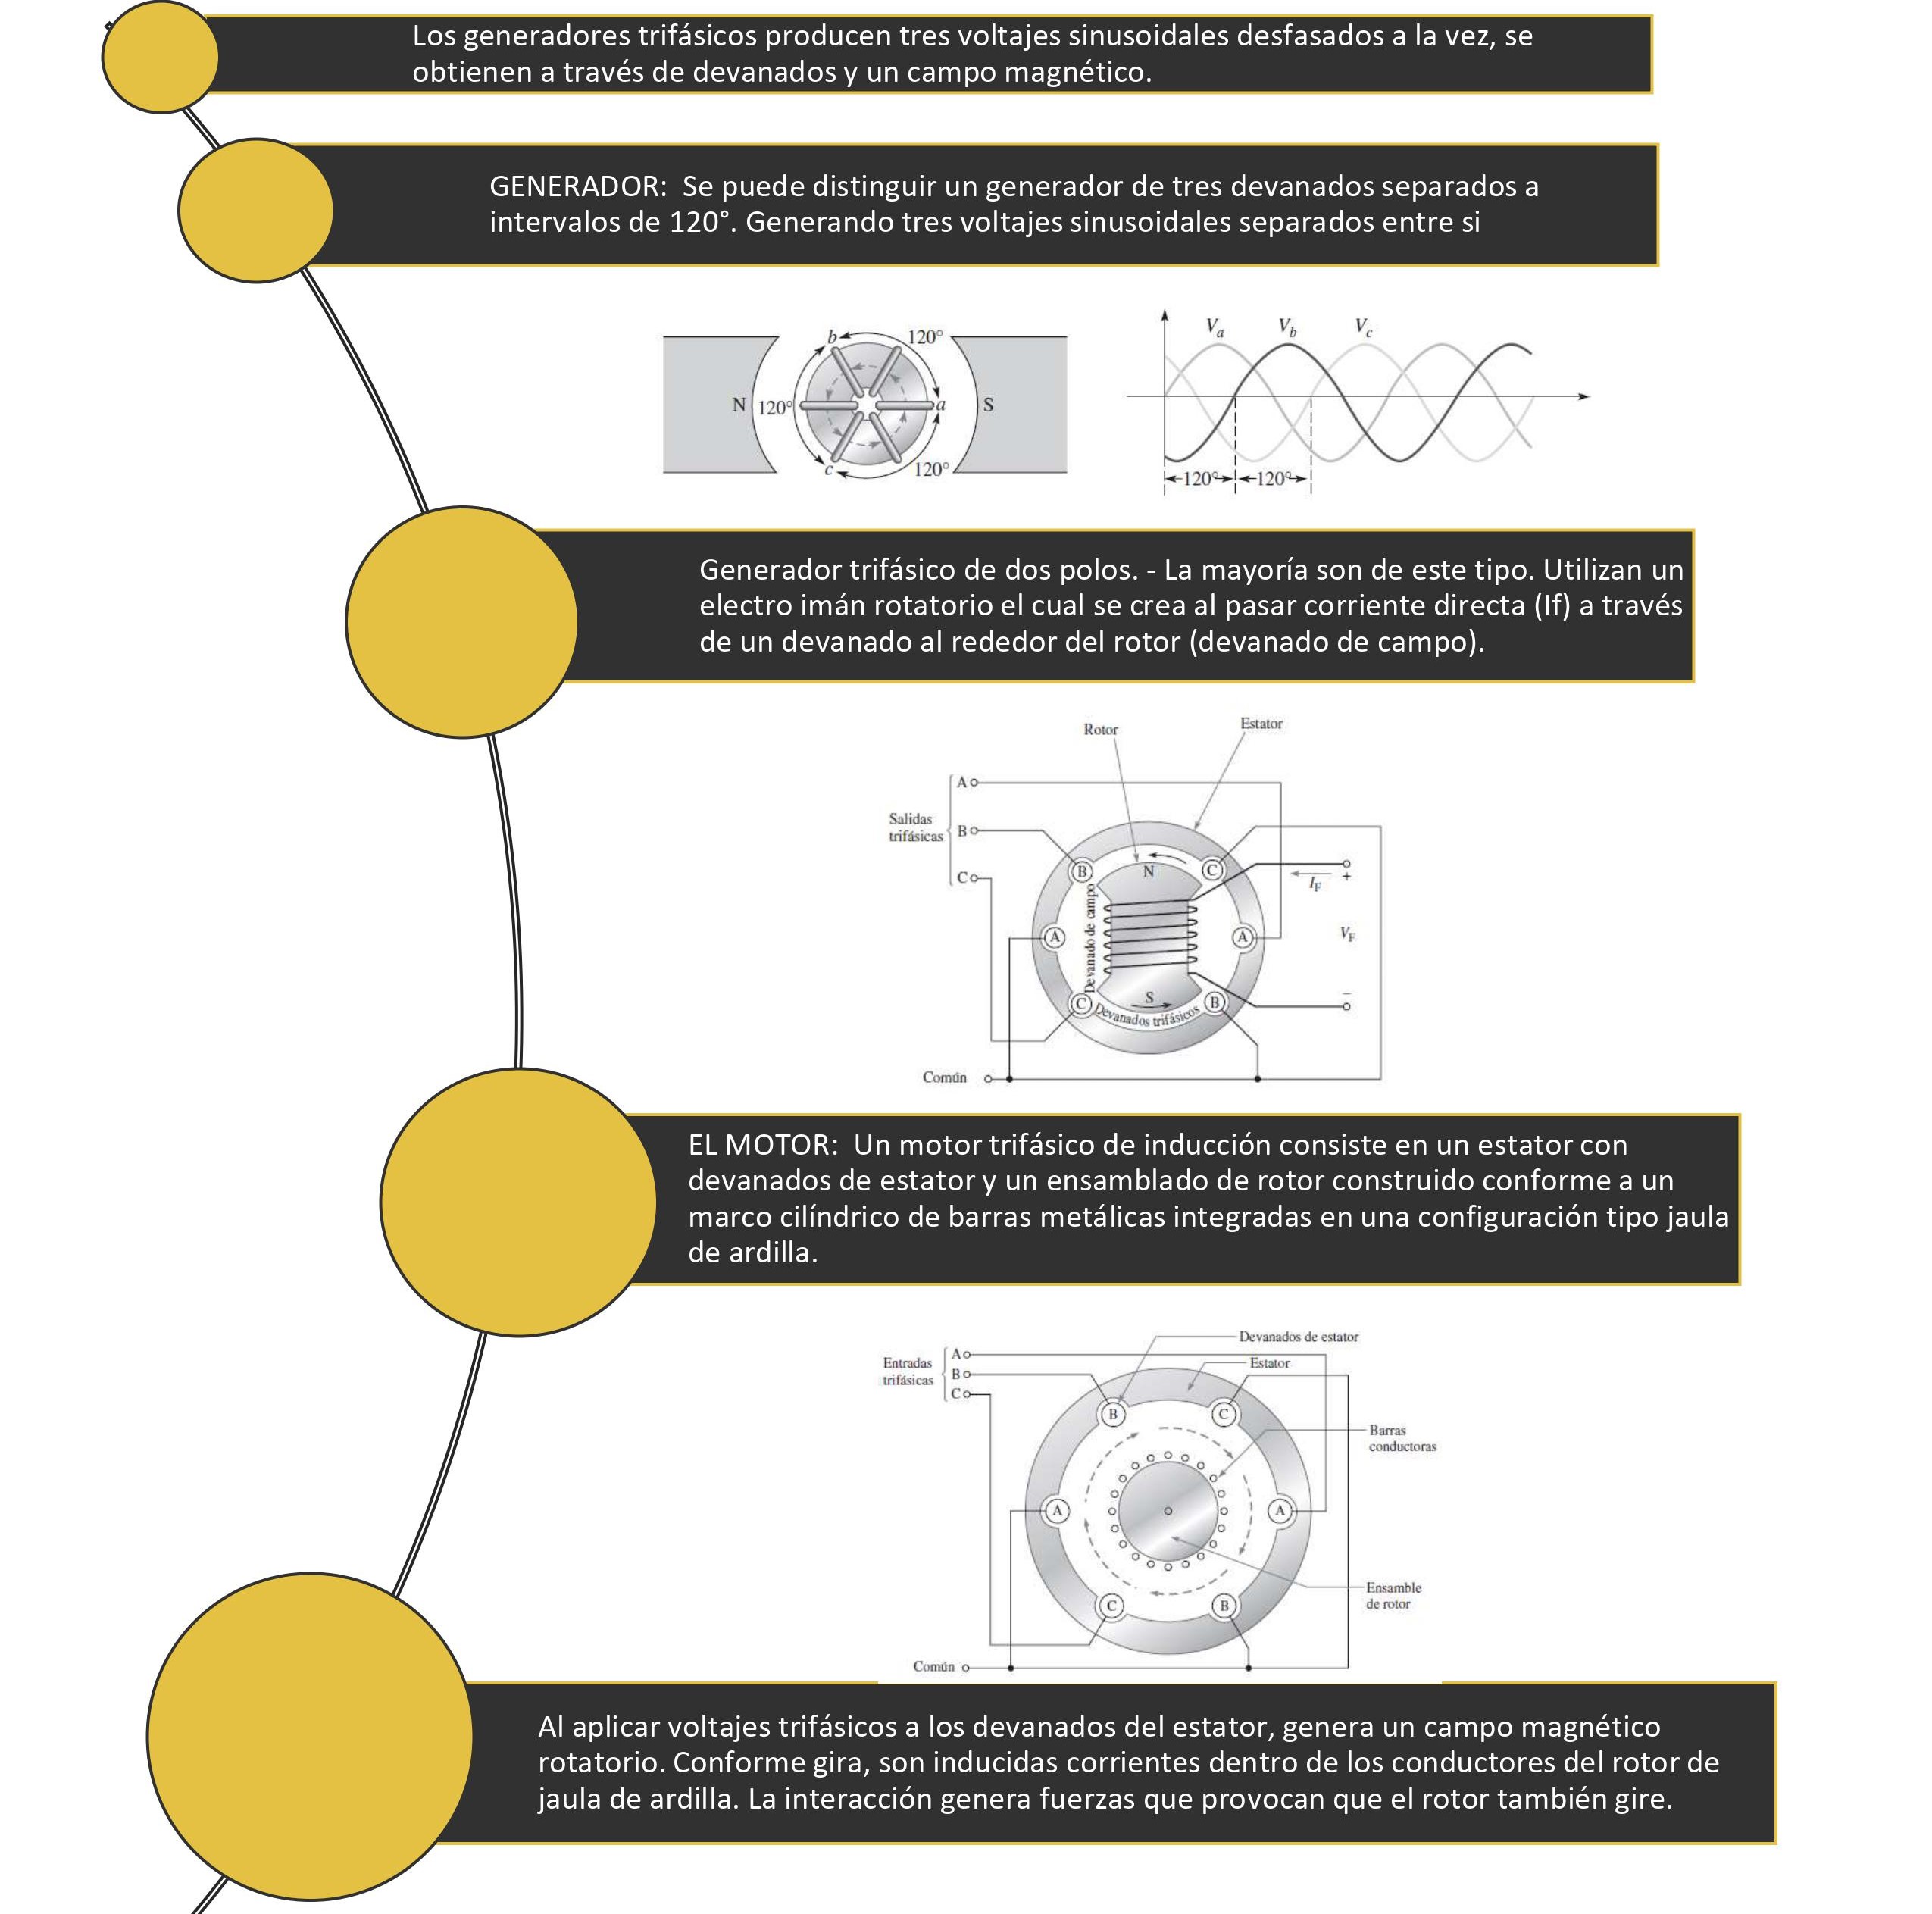 Los generadores trifásicos producen tres voltajes sinusoidales desfasados a la vez, se
obtienen a través de devanados y un campo magnético.
GENERADOR: Se puede distinguir un generador de tres devanados separados a
intervalos de 120°. Generando tres voltajes sinusoidales separados entre si
b 120°
N 120° a S
c 120°
Va Vb Vc
120° 120°
Generador trifásico de dos polos. - La mayoría son de este tipo. Utilizan un
electro imán rotatorio el cual se crea al pasar corriente directa (If) a través
de un devanado al rededor del rotor (devanado de campo).
Rotor
Estator
Salidas
trifásicas
A
B
C
B N C
IF +
Devanado de campo
A A
VF
C S B
–
Devanados trifásicos
Común
EL MOTOR: Un motor trifásico de inducción consiste en un estator con
devanados de estator y un ensamblado de rotor construido conforme a un
marco cilíndrico de barras metálicas integradas en una configuración tipo jaula
de ardilla.
Devanados de estator
Estator
Entradas
trifásicas
A
B
C
B C
Barras
conductoras
A A
Ensamble
de rotor
C B
Común
Al aplicar voltajes trifásicos a los devanados del estator, genera un campo magnético
rotatorio. Conforme gira, son inducidas corrientes dentro de los conductores del rotor de
jaula de ardilla. La interacción genera fuerzas que provocan que el rotor también gire.